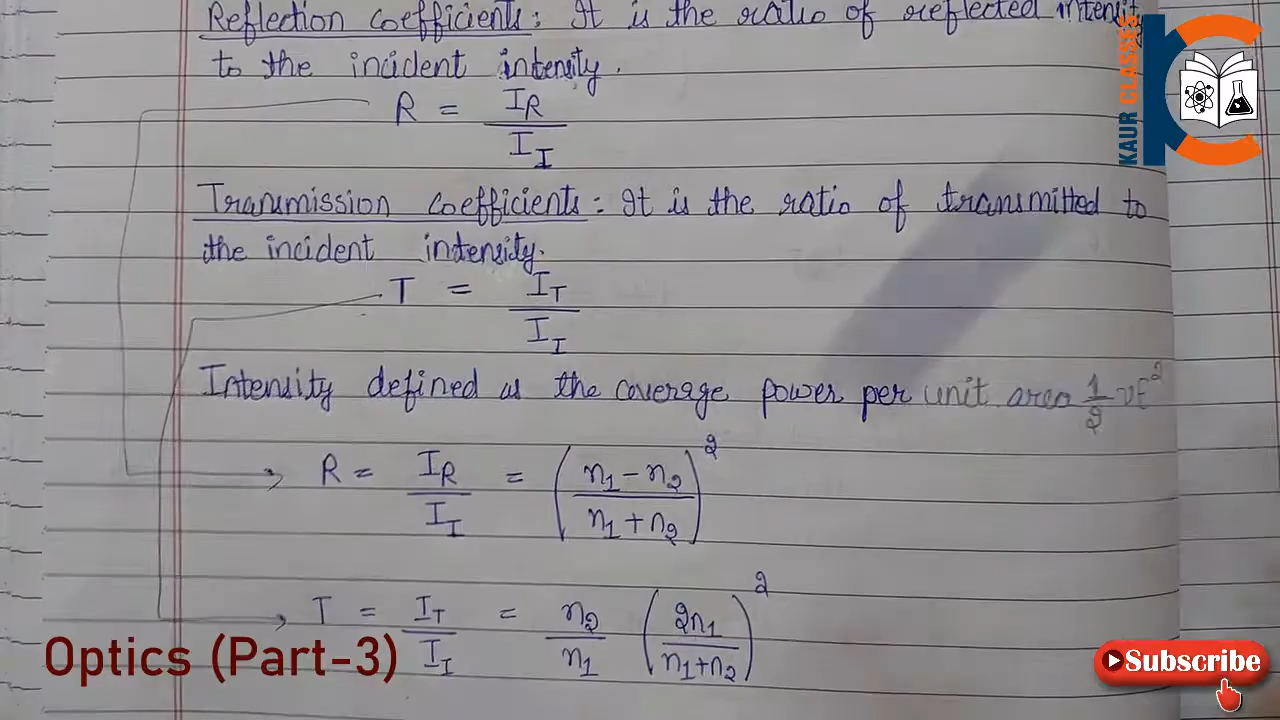 Reflection coefficients: It is the ratio of reflected intensity
to the incident intensity.
R = I_R / I_I
Transmission coefficients: It is the ratio of transmitted to
the incident intensity.
T = I_T / I_I
Intensity defined as the coverage power per unit area 1/2 vE²
R = I_R / I_I = ((n₁ - n₂) / (n₁ + n₂))²
T = I_T / I_I = n₂ / n₁ (2n₁ / (n₁ + n₂))²
KAUR CLASSES
Optics (Part-3)
Subscribe